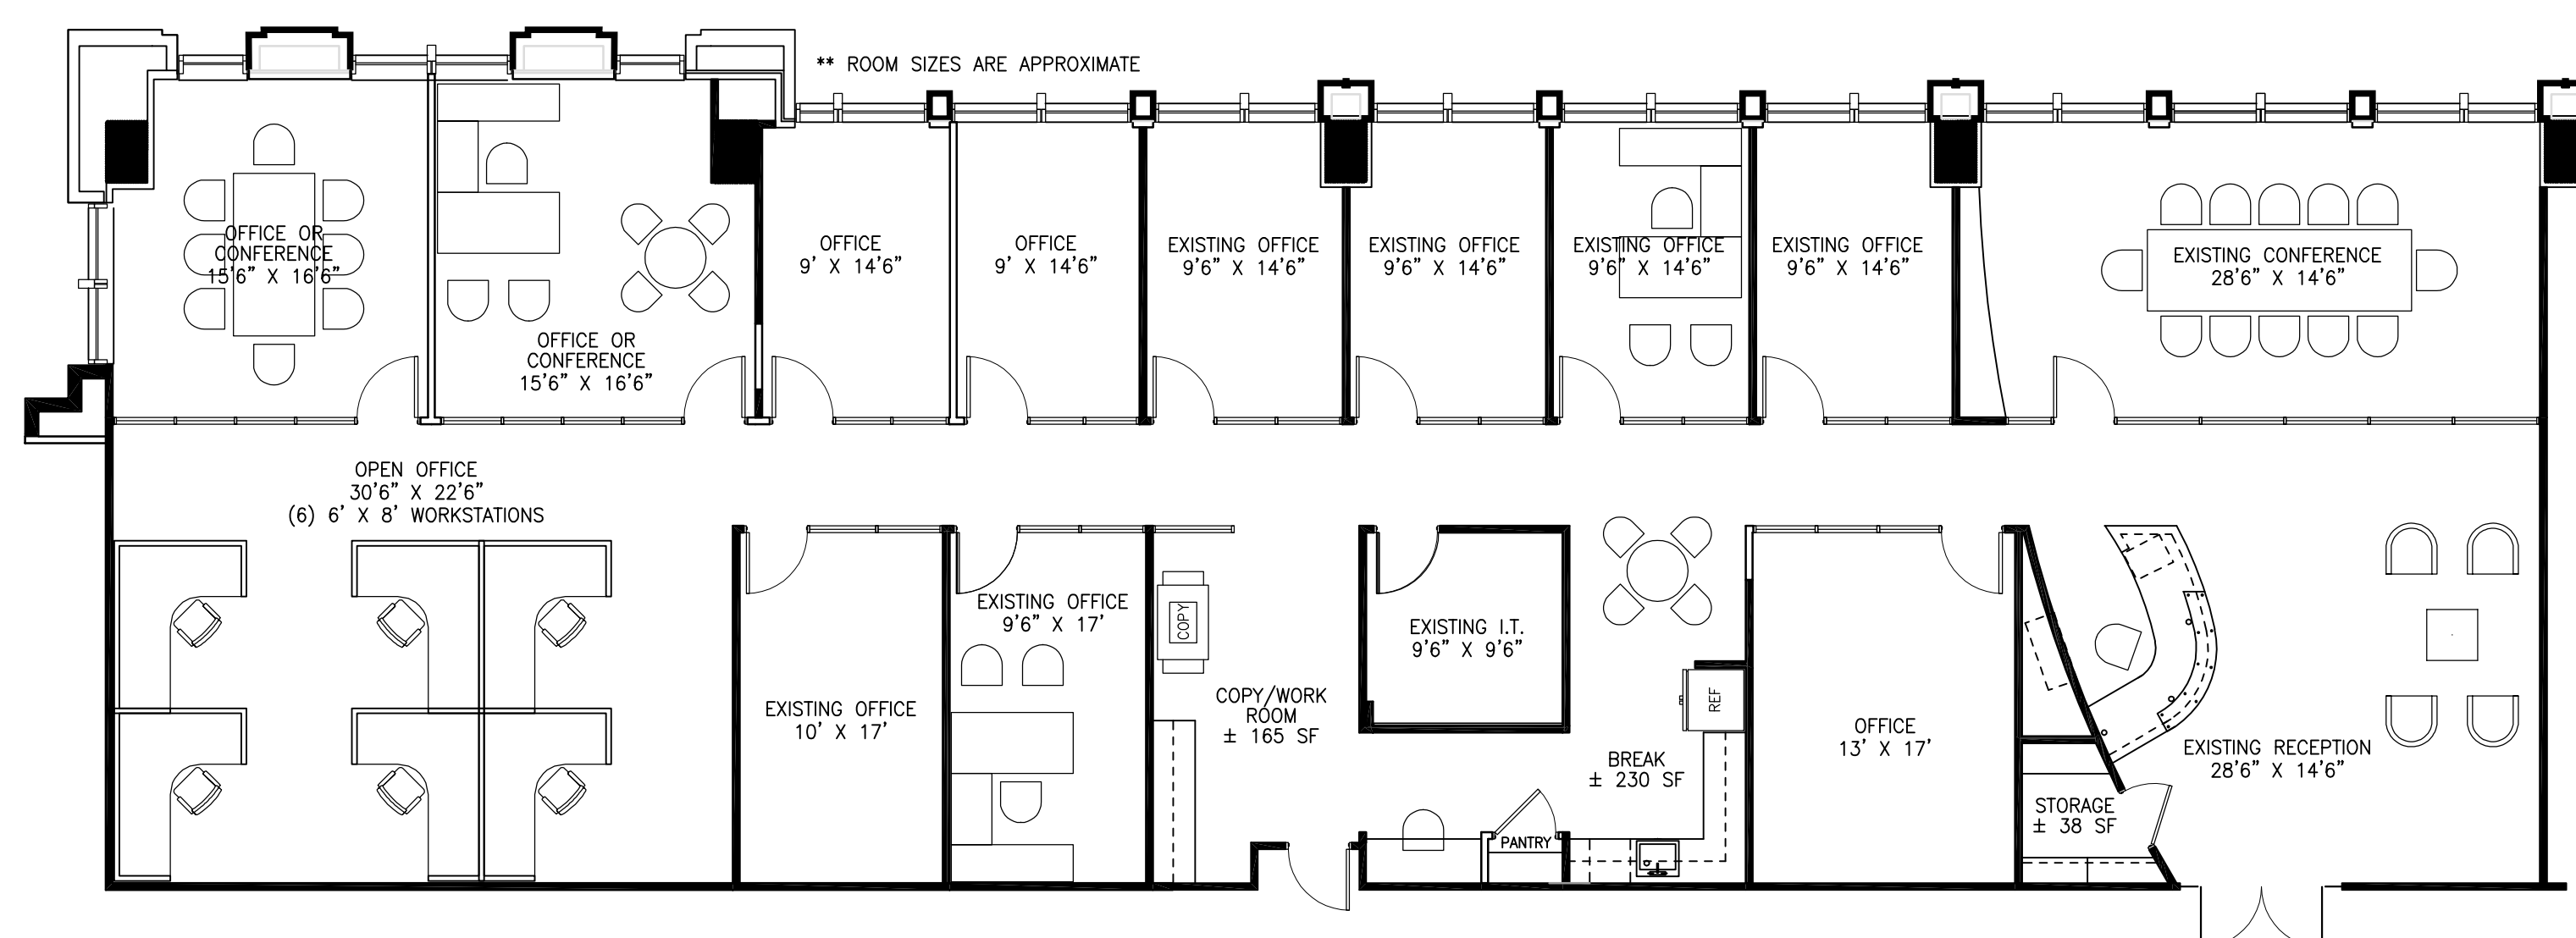 ** ROOM SIZES ARE APPROXIMATE
OFFICE OR
CONFERENCE
15'6" X 16'6"
OFFICE OR
CONFERENCE
15'6" X 16'6"
OFFICE
9' X 14'6"
OFFICE
9' X 14'6"
EXISTING OFFICE
9'6" X 14'6"
EXISTING OFFICE
9'6" X 14'6"
EXISTING OFFICE
9'6" X 14'6"
EXISTING OFFICE
9'6" X 14'6"
EXISTING CONFERENCE
28'6" X 14'6"
OPEN OFFICE
30'6" X 22'6"
(6) 6' X 8' WORKSTATIONS
EXISTING OFFICE
10' X 17'
EXISTING OFFICE
9'6" X 17'
COPY
COPY/WORK
ROOM
± 165 SF
EXISTING I.T.
9'6" X 9'6"
REF
BREAK
± 230 SF
PANTRY
OFFICE
13' X 17'
EXISTING RECEPTION
28'6" X 14'6"
STORAGE
± 38 SF